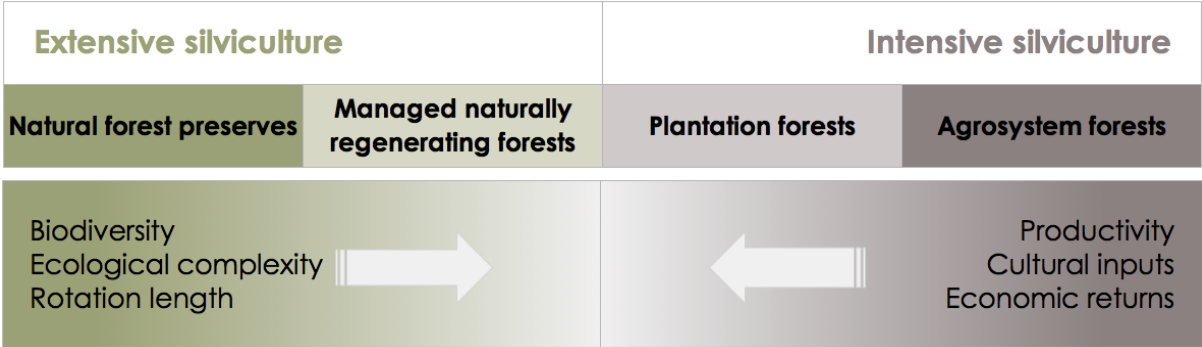 Extensive silviculture
Intensive silviculture
Natural forest preserves
Managed naturally
regenerating forests
Plantation forests
Agrosystem forests
Biodiversity
Ecological complexity
Rotation length
Productivity
Cultural inputs
Economic returns